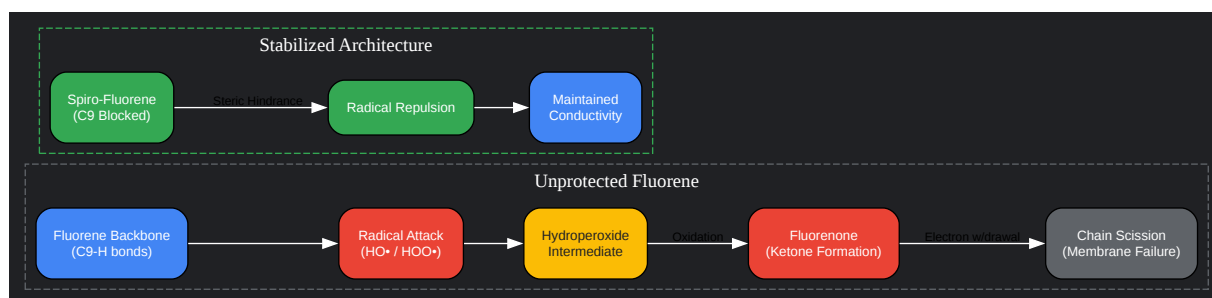 Stabilized Architecture
Spiro-Fluorene
(C9 Blocked)
Steric Hindrance
Radical Repulsion
Maintained
Conductivity
Unprotected Fluorene
Fluorene Backbone
(C9-H bonds)
Radical Attack
(HO• / HOO•)
Hydroperoxide
Intermediate
Oxidation
Fluorenone
(Ketone Formation)
Electron w/drawal
Chain Scission
(Membrane Failure)